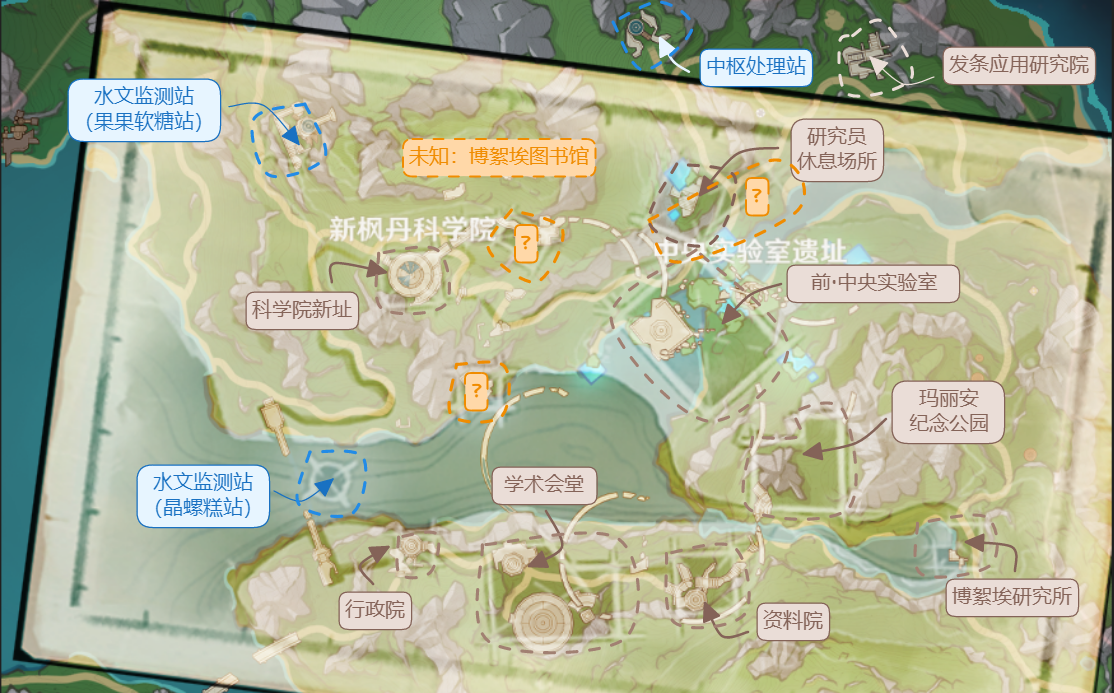 中枢处理站
发条应用研究院
水文监测站
（果果软糖站）
未知：博絮埃图书馆
研究员
休息场所
?
新枫丹科学院
?
中央实验室遗址
科学院新址
前·中央实验室
?
玛丽安
纪念公园
水文监测站
（晶螺糕站）
学术会堂
行政院
资料院
博絮埃研究所